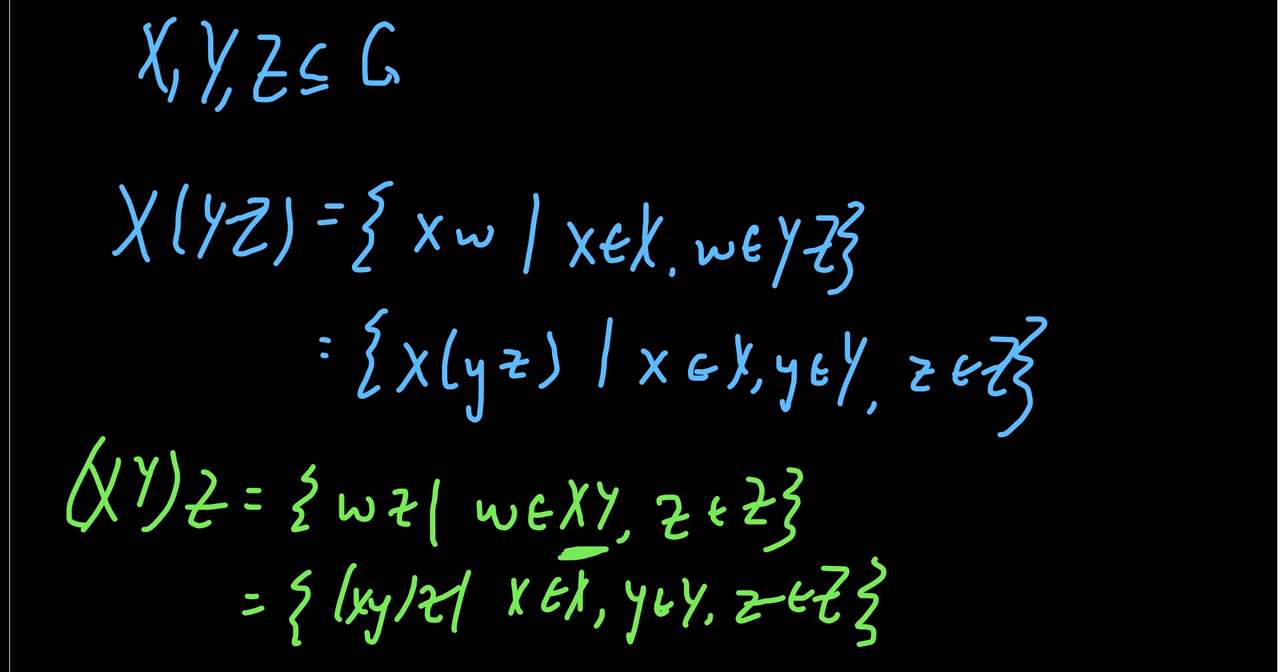 X, Y, Z ⊆ G
X(YZ) = { xw | x∈X, w∈YZ}
= { x(yz) | x∈X, y∈Y, z∈Z}
(XY)Z = { wz | w∈XY, z∈Z}
= { (xy)z | x∈X, y∈Y, z∈Z}